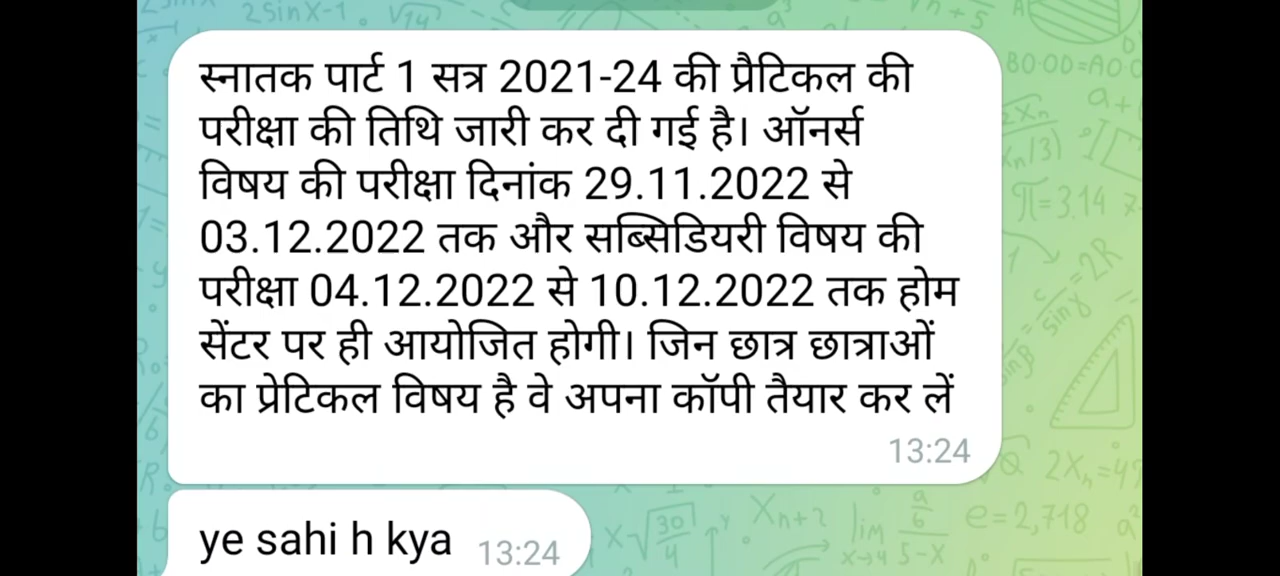 स्नातक पार्ट 1 सत्र 2021-24 की प्रैटिकल की
परीक्षा की तिथि जारी कर दी गई है। ऑनर्स
विषय की परीक्षा दिनांक 29.11.2022 से
03.12.2022 तक और सब्सिडियरी विषय की
परीक्षा 04.12.2022 से 10.12.2022 तक होम
सेंटर पर ही आयोजित होगी। जिन छात्र छात्राओं
का प्रेटिकल विषय है वे अपना कॉपी तैयार कर लें
13:24
ye sahi h kya 13:24